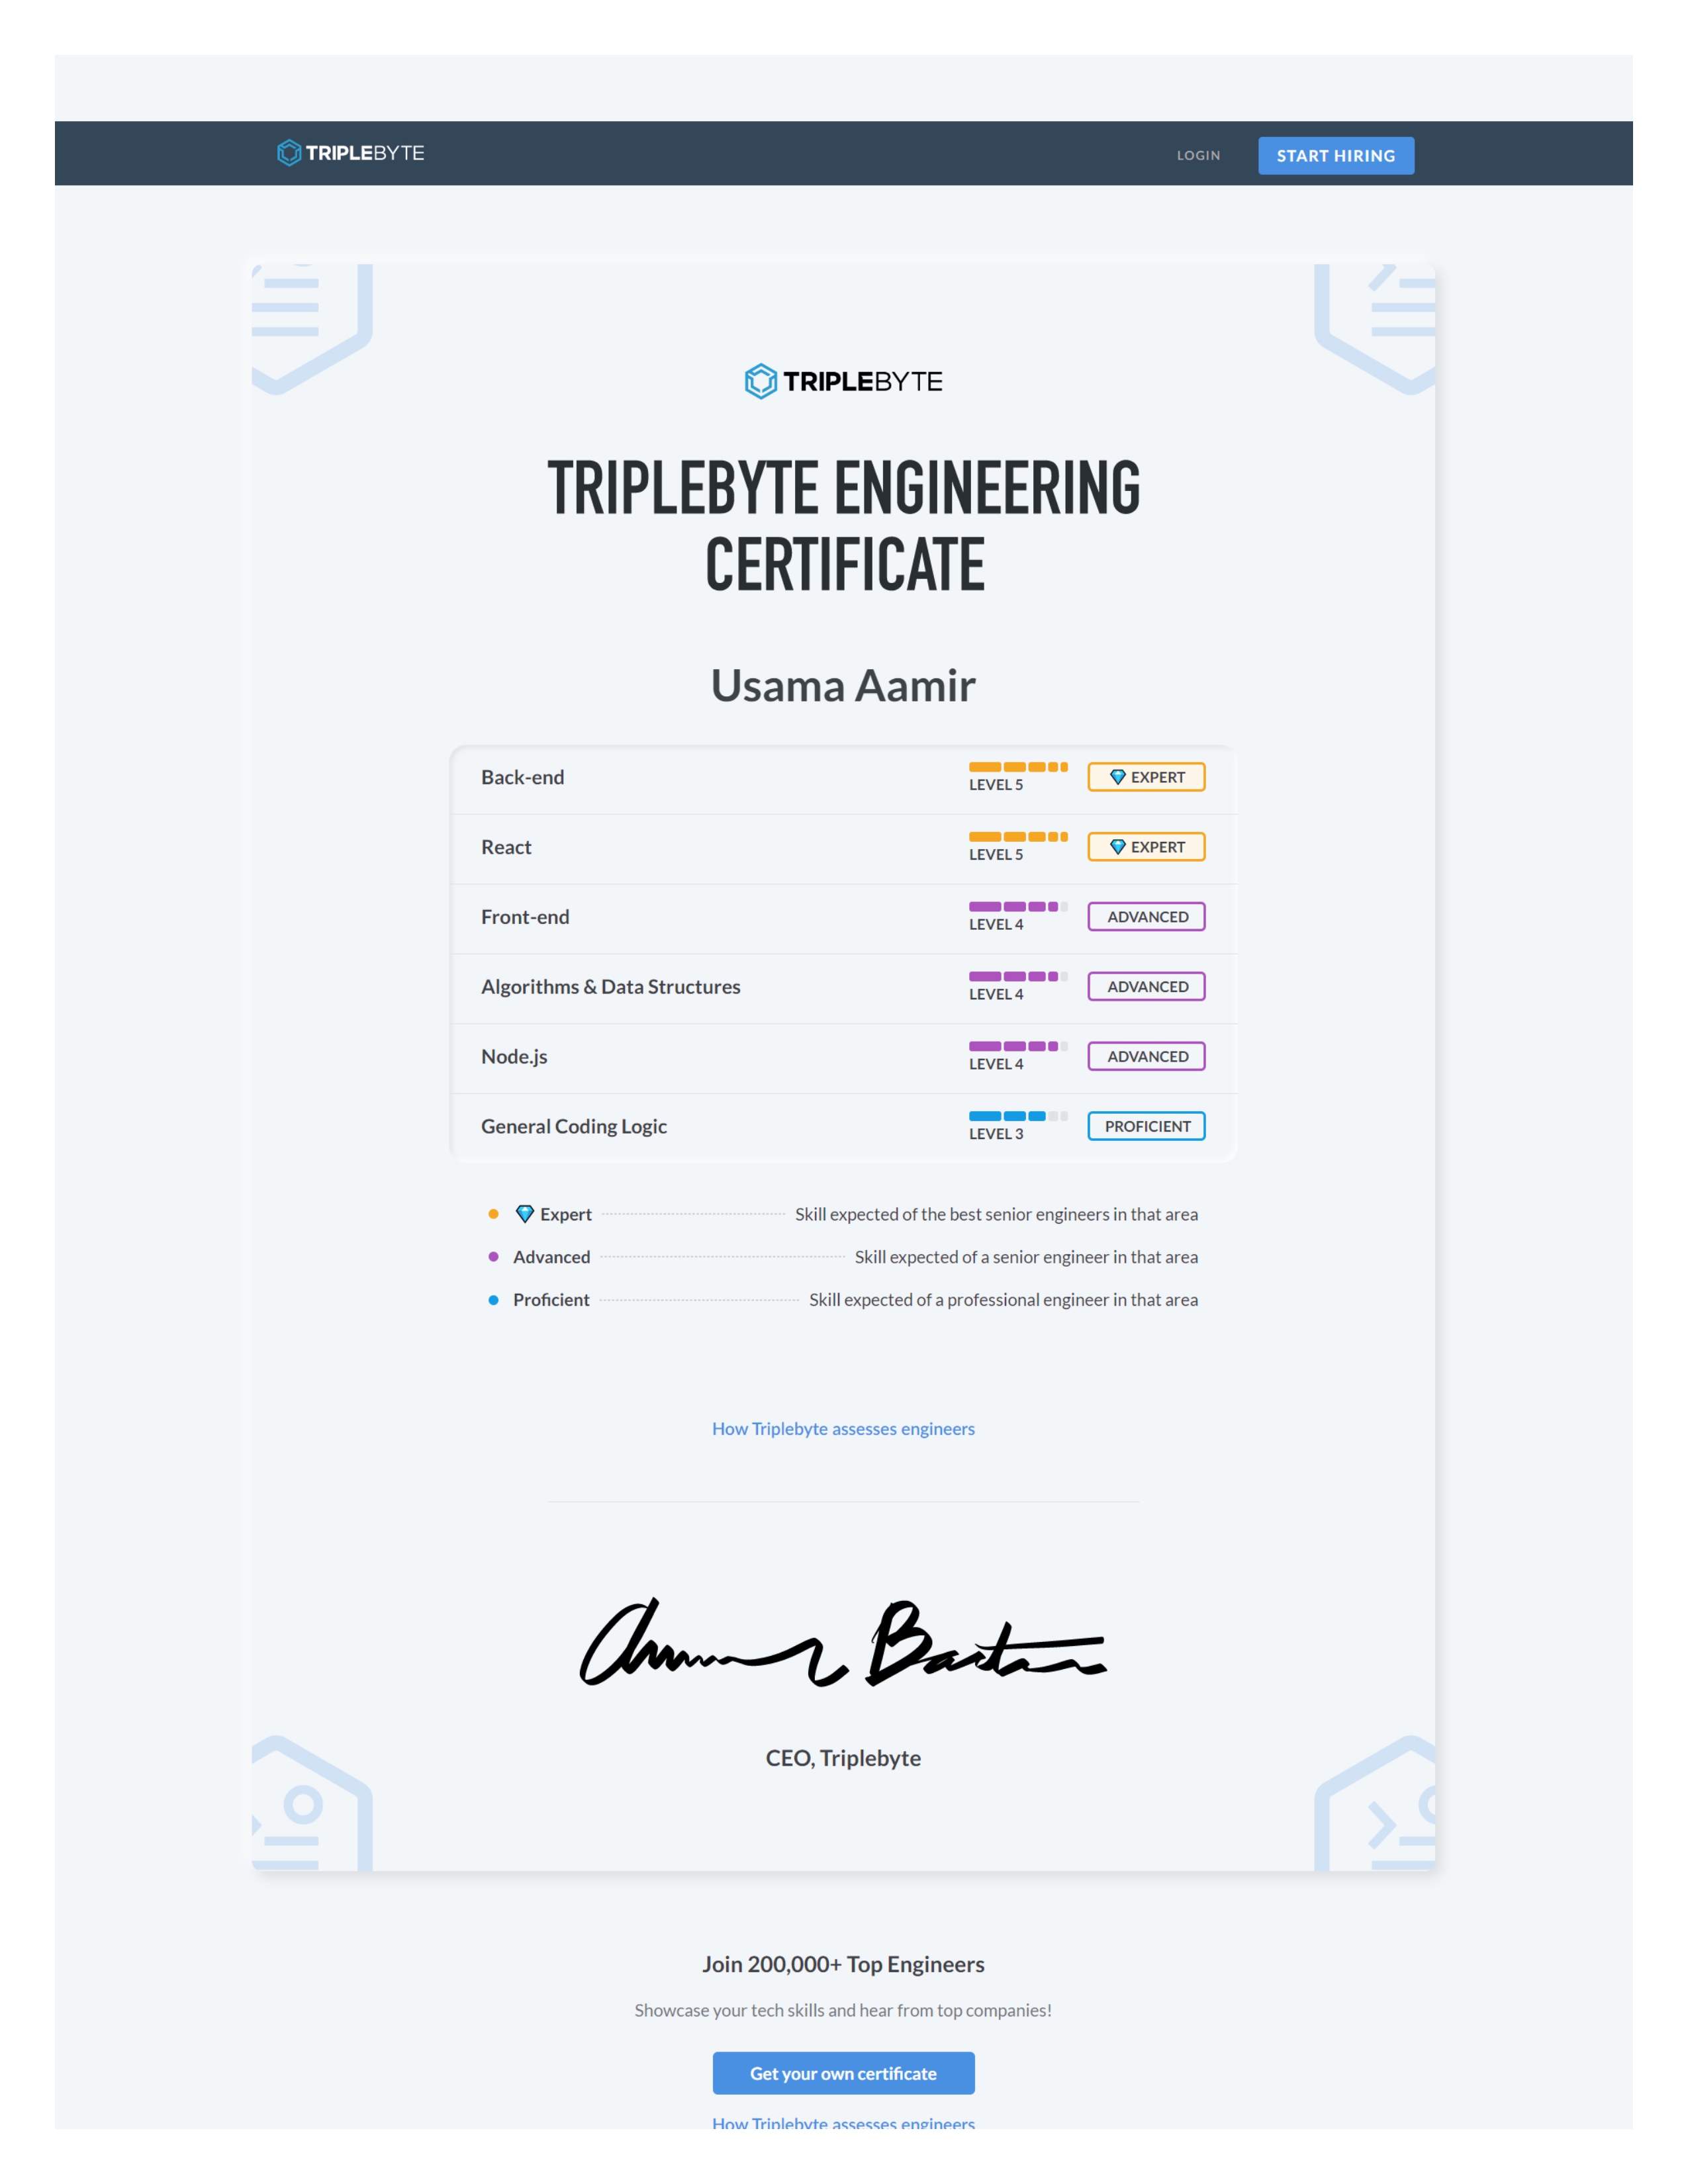 TRIPLEBYTE
LOGIN
START HIRING
TRIPLEBYTE
TRIPLEBYTE ENGINEERING
CERTIFICATE
Usama Aamir
Back-end
LEVEL 5
EXPERT
React
LEVEL 5
EXPERT
Front-end
LEVEL 4
ADVANCED
Algorithms & Data Structures
LEVEL 4
ADVANCED
Node.js
LEVEL 4
ADVANCED
General Coding Logic
LEVEL 3
PROFICIENT
Expert Skill expected of the best senior engineers in that area
Advanced Skill expected of a senior engineer in that area
Proficient Skill expected of a professional engineer in that area
How Triplebyte assesses engineers
CEO, Triplebyte
Join 200,000+ Top Engineers
Showcase your tech skills and hear from top companies!
Get your own certificate
How Triplebyte assesses engineers